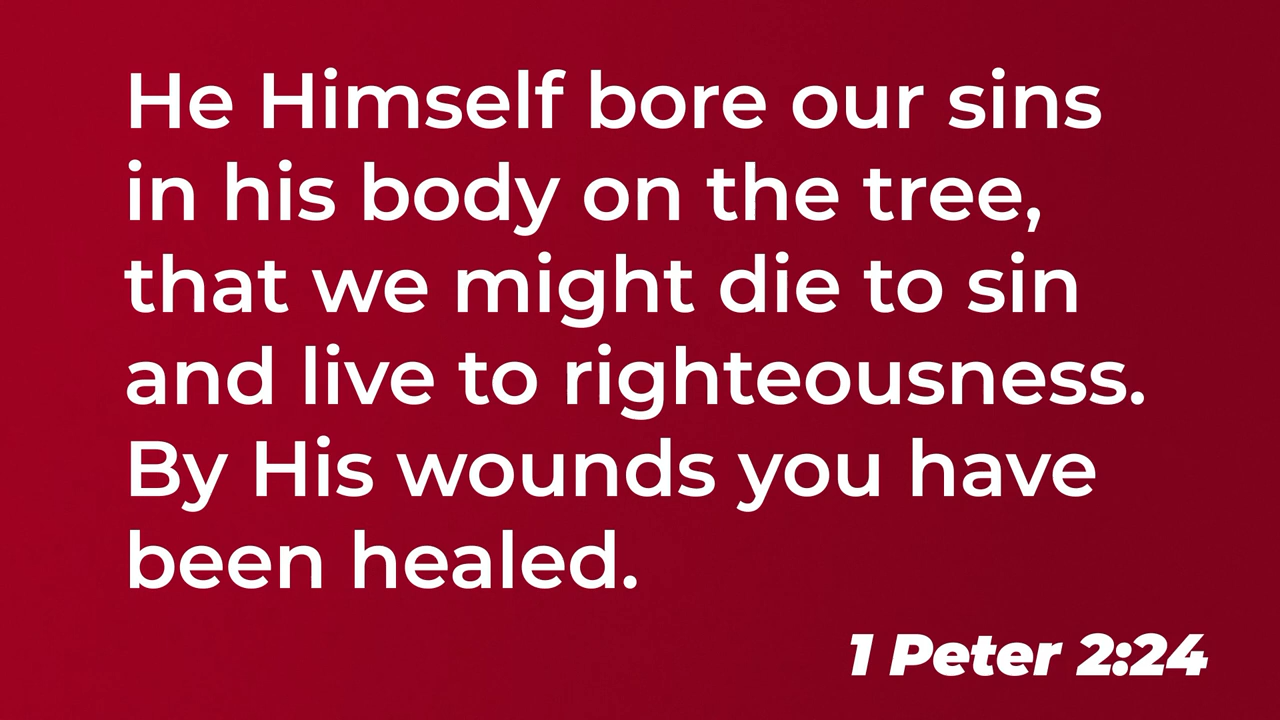 He Himself bore our sins
in his body on the tree,
that we might die to sin
and live to righteousness.
By His wounds you have
been healed.
1 Peter 2:24